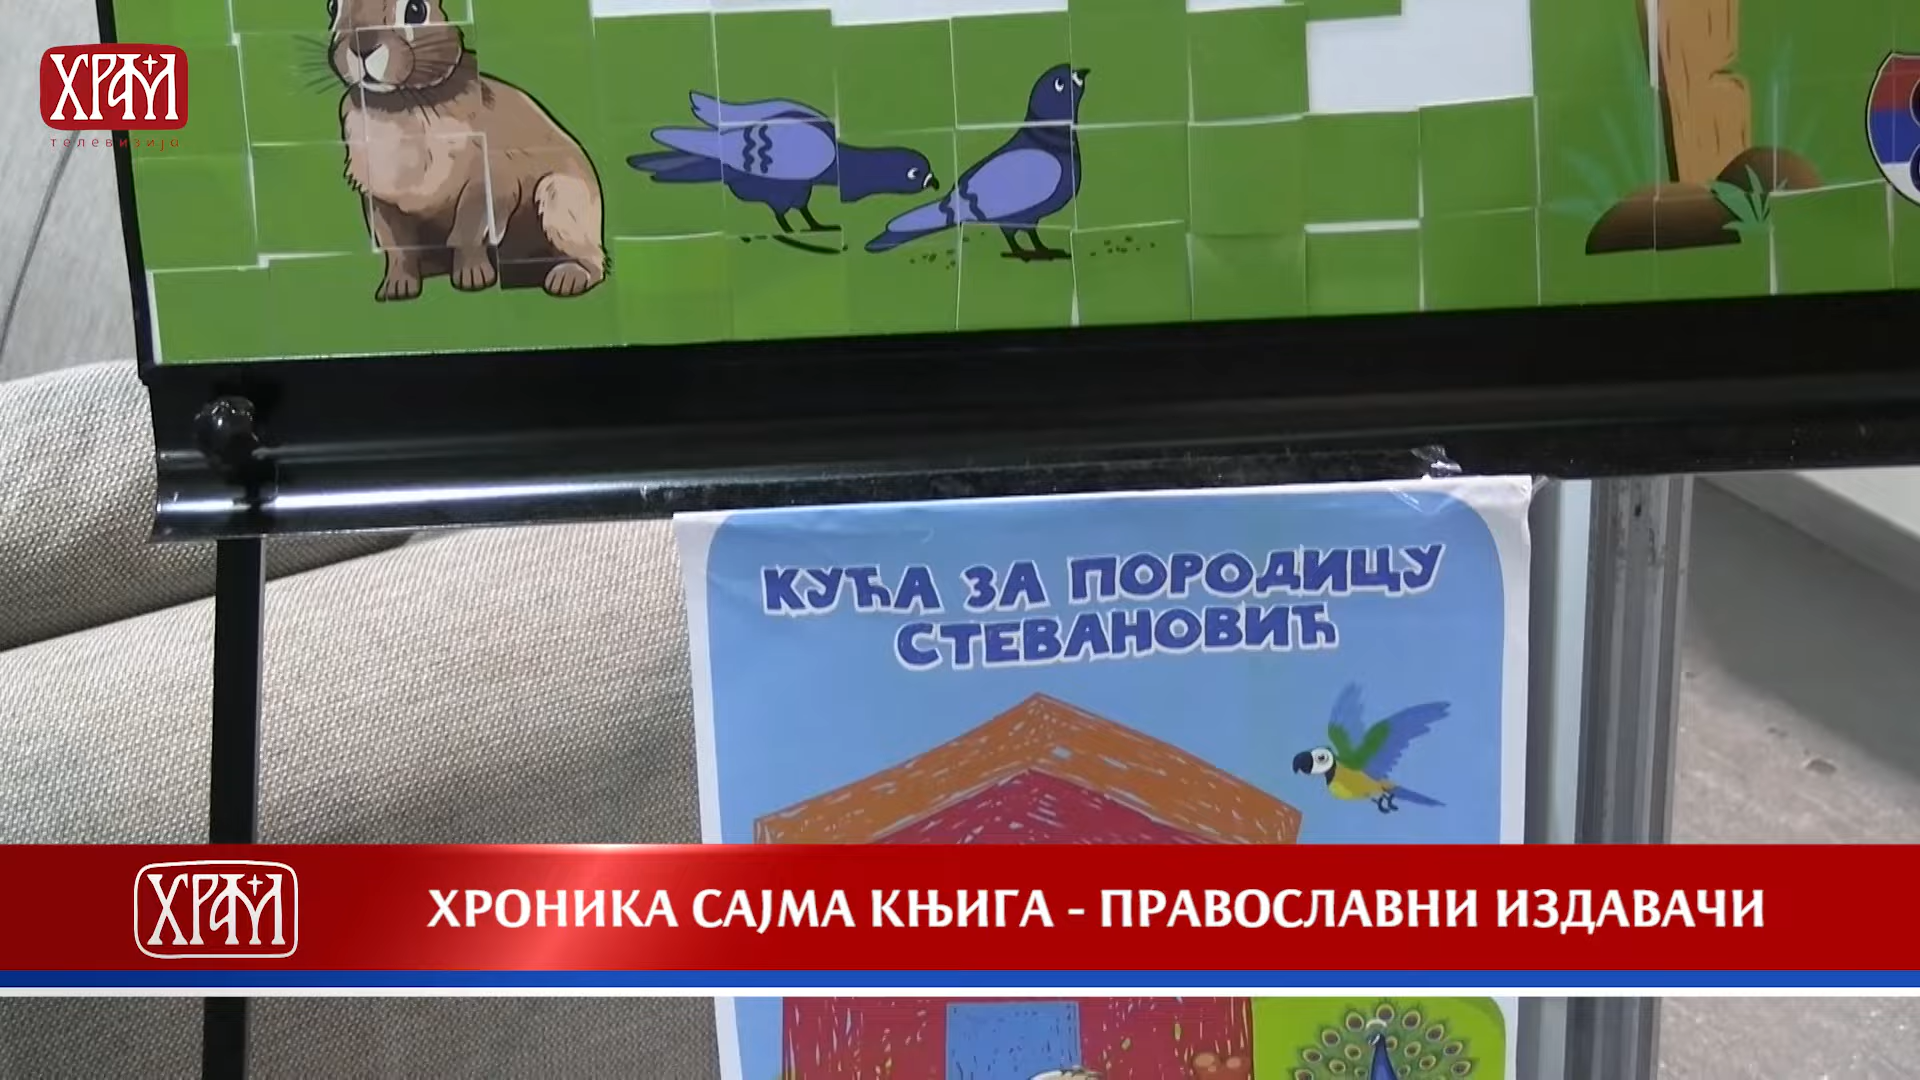 ХРАМ
телевизија
КУЋА ЗА ПОРОДИЦУ
СТЕВАНОВИЋ
ХРАМ
ХРОНИКА САЈМА КЊИГА - ПРАВОСЛАВНИ ИЗДАВАЧИ